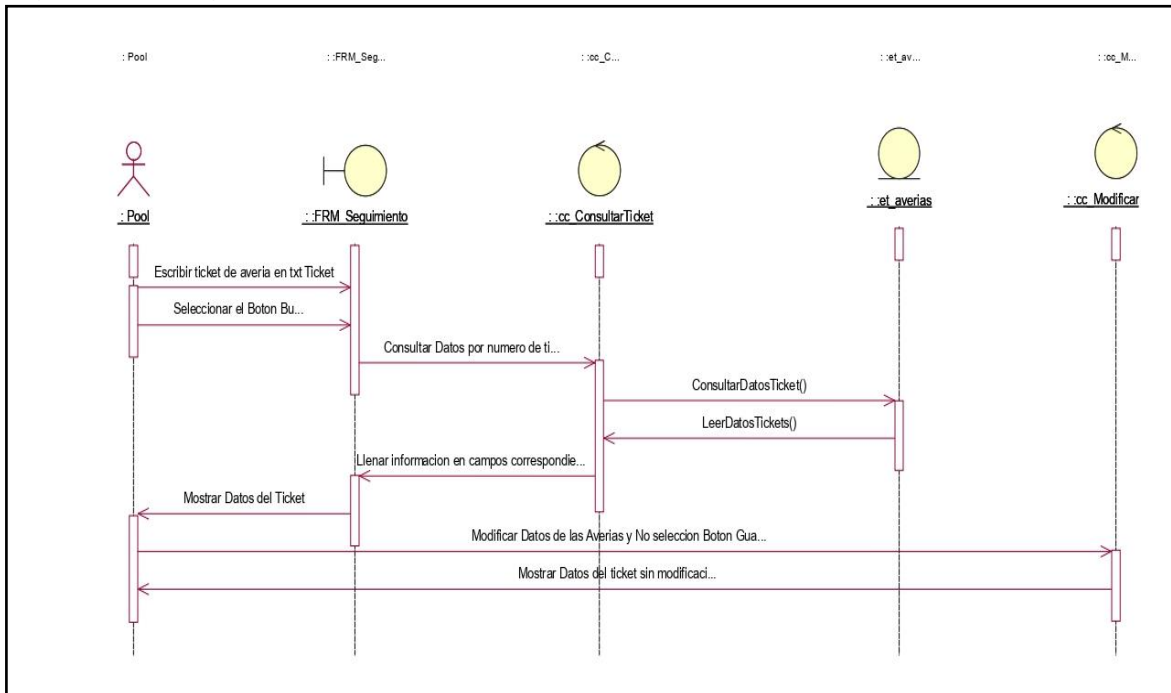 : Pool
: :FRM_Seg...
: :cc_C...
: :et_av...
: :cc_M...
: Pool
: :FRM_Seguimiento
: :cc_ConsultarTicket
: :et_averias
: :cc_Modificar
Escribir ticket de averia en txt Ticket
Seleccionar el Boton Bu...
Consultar Datos por numero de ti...
ConsultarDatosTicket()
LeerDatosTickets()
Llenar informacion en campos correspondie...
Mostrar Datos del Ticket
Modificar Datos de las Averias y No seleccion Boton Gua...
Mostrar Datos del ticket sin modificaci...